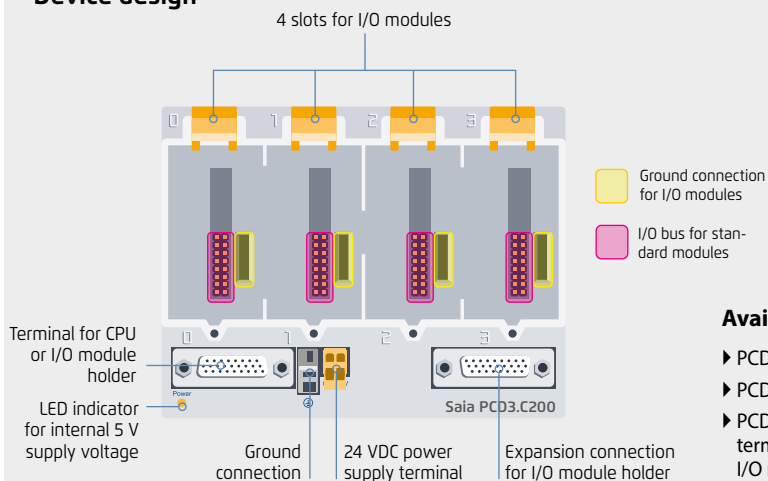 Device design
4 slots for I/O modules
0 1 2 3
Ground connection
for I/O modules
I/O bus for stan-
dard modules
0 1 2 3
Terminal for CPU
or I/O module
holder
Power
LED indicator
for internal 5 V
supply voltage
Saia PCD3.C200
Ground
connection
24 VDC power
supply terminal
Expansion connection
for I/O module holder
Avai
PCD
PCD
PCD
term
I/O